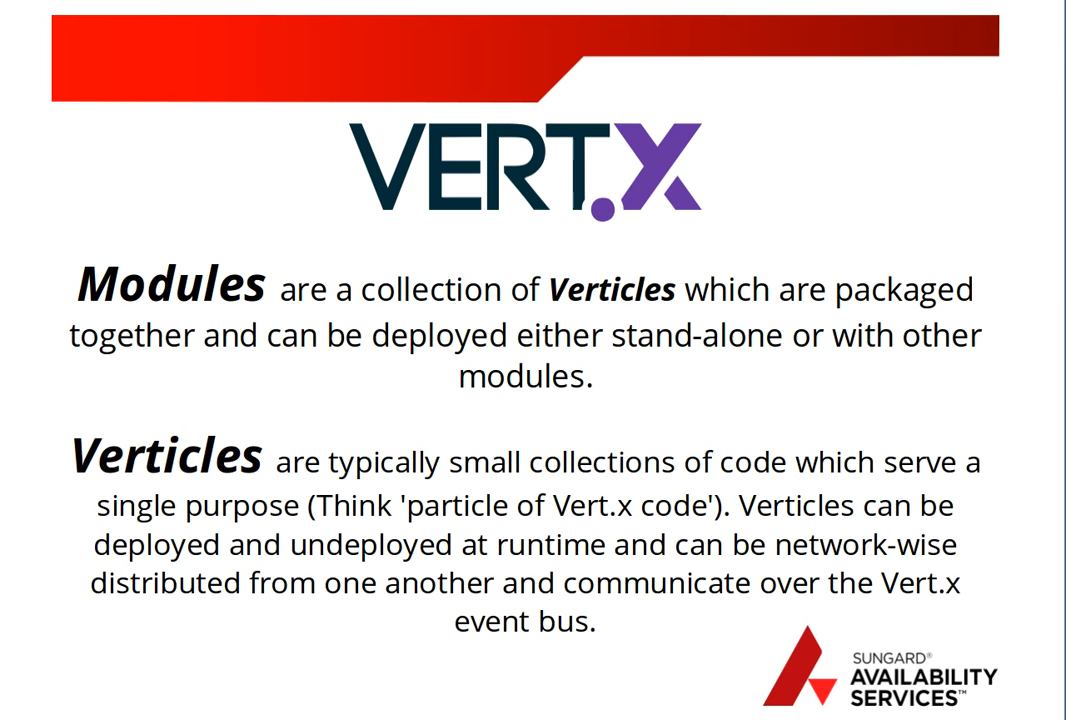 VERT.X
Modules are a collection of Verticles which are packaged
together and can be deployed either stand-alone or with other
modules.
Verticles are typically small collections of code which serve a
single purpose (Think 'particle of Vert.x code'). Verticles can be
deployed and undeployed at runtime and can be network-wise
distributed from one another and communicate over the Vert.x
event bus.
SUNGARD®
AVAILABILITY
SERVICES™